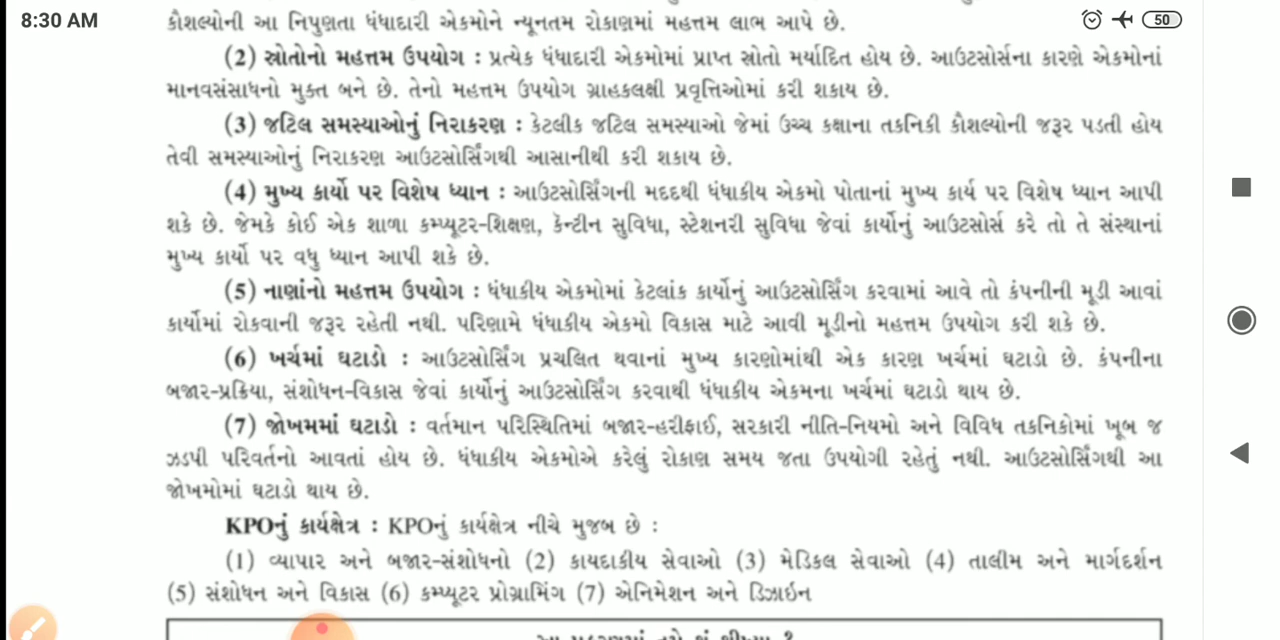 8:30 AM
50
કૌશલ્યોની આ નિપુણતા ધંધાદારી એકમોને ન્યૂનતમ રોકાણમાં મહત્તમ લાભ આપે છે.
(2) સ્રોતોનો મહત્તમ ઉપયોગ : પ્રત્યેક ધંધાદારી એકમોમાં પ્રાપ્ત સ્રોતો મર્યાદિત હોય છે. આઉટસોર્સના કારણે એકમોનાં
માનવસંસાધનો મુક્ત બને છે. તેનો મહત્તમ ઉપયોગ ગ્રાહકલક્ષી પ્રવૃત્તિઓમાં કરી શકાય છે.
(3) જટિલ સમસ્યાઓનું નિરાકરણ : કેટલીક જટિલ સમસ્યાઓ જેમાં ઉચ્ચ કક્ષાના તકનિકી કૌશલ્યોની જરૂર પડતી હોય
તેવી સમસ્યાઓનું નિરાકરણ આઉટસોર્સિંગથી આસાનીથી કરી શકાય છે.
(4) મુખ્ય કાર્યો પર વિશેષ ધ્યાન : આઉટસોર્સિંગની મદદથી ધંધાકીય એકમો પોતાનાં મુખ્ય કાર્ય પર વિશેષ ધ્યાન આપી
શકે છે. જેમકે કોઈ એક શાળા કમ્પ્યૂટર-શિક્ષણ, કૅન્ટીન સુવિધા, સ્ટેશનરી સુવિધા જેવાં કાર્યોનું આઉટસોર્સ કરે તો તે સંસ્થાનાં
મુખ્ય કાર્યો પર વધુ ધ્યાન આપી શકે છે.
(5) નાણાંનો મહત્તમ ઉપયોગ : ધંધાકીય એકમોમાં કેટલાંક કાર્યોનું આઉટસોર્સિંગ કરવામાં આવે તો કંપનીની મૂડી આવાં
કાર્યોમાં રોકવાની જરૂર રહેતી નથી. પરિણામે ધંધાકીય એકમો વિકાસ માટે આવી મૂડીનો મહત્તમ ઉપયોગ કરી શકે છે.
(6) ખર્ચમાં ઘટાડો : આઉટસોર્સિંગ પ્રચલિત થવાનાં મુખ્ય કારણોમાંથી એક કારણ ખર્ચમાં ઘટાડો છે. કંપનીના
બજાર-પ્રક્રિયા, સંશોધન-વિકાસ જેવાં કાર્યોનું આઉટસોર્સિંગ કરવાથી ધંધાકીય એકમના ખર્ચમાં ઘટાડો થાય છે.
(7) જોખમમાં ઘટાડો : વર્તમાન પરિસ્થિતિમાં બજાર-હરીફાઈ, સરકારી નીતિ-નિયમો અને વિવિધ તકનિકોમાં ખૂબ જ
ઝડપી પરિવર્તનો આવતાં હોય છે. ધંધાકીય એકમોએ કરેલું રોકાણ સમય જતા ઉપયોગી રહેતું નથી. આઉટસોર્સિંગથી આ
જોખમોમાં ઘટાડો થાય છે.
KPOનું કાર્યક્ષેત્ર : KPOનું કાર્યક્ષેત્ર નીચે મુજબ છે :
(1) વ્યાપાર અને બજાર-સંશોધનો (2) કાયદાકીય સેવાઓ (3) મેડિકલ સેવાઓ (4) તાલીમ અને માર્ગદર્શન
(5) સંશોધન અને વિકાસ (6) કમ્પ્યૂટર પ્રોગ્રામિંગ (7) એનિમેશન અને ડિઝાઇન